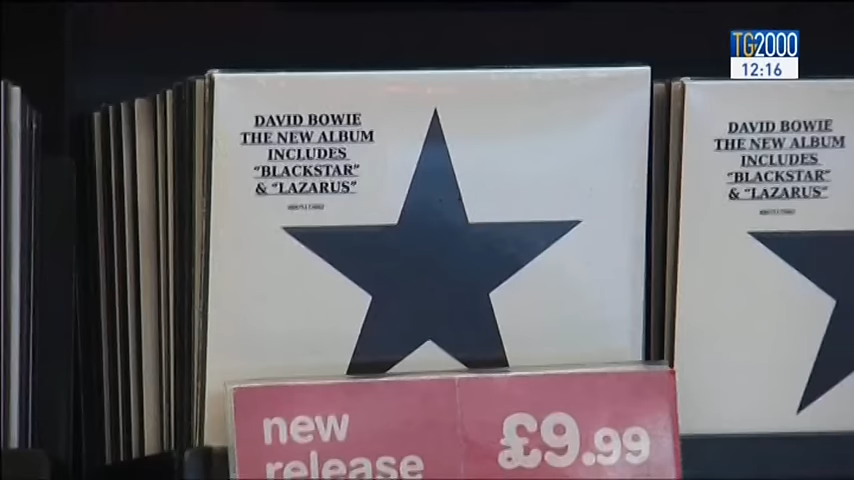 TG2000
12:16
DAVID BOWIE
THE NEW ALBUM
INCLUDES
"BLACKSTAR"
& "LAZARUS"
DAVID BOWIE
THE NEW ALBUM
INCLUDES
"BLACKSTAR"
& "LAZARUS"
new
release
£9.99